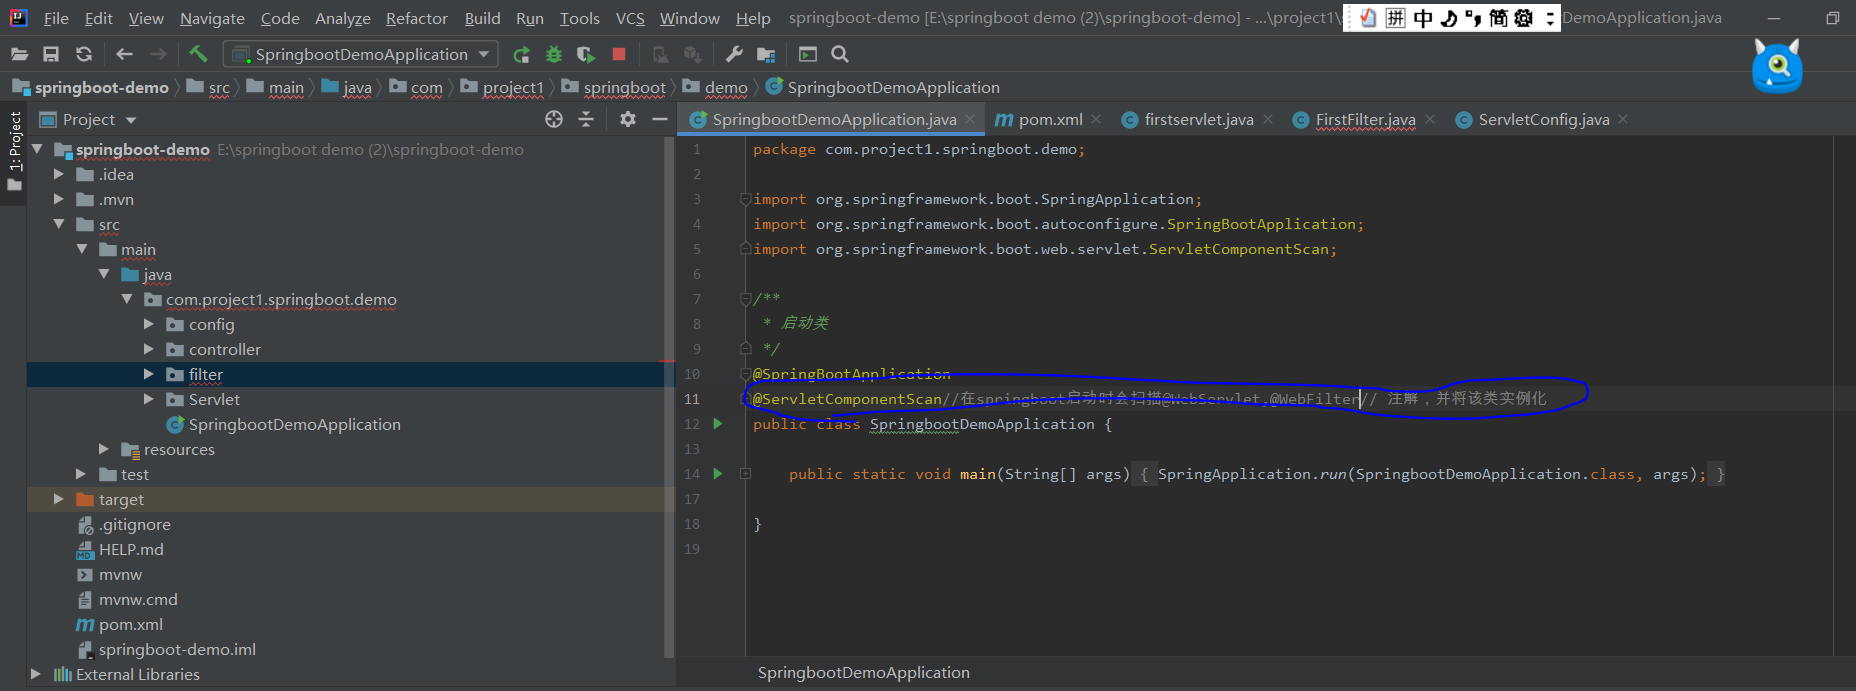 File Edit View Navigate Code Analyze Refactor Build Run Tools VCS Window Help springboot-demo [E:\springboot demo (2)\springboot-demo] - ...\project1\s DemoApplication.java
拼 中 简
SpringbootDemoApplication
springboot-demo src main java com project1 springboot demo SpringbootDemoApplication
1: Project
Project
springboot-demo E:\springboot demo (2)\springboot-demo
.idea
.mvn
src
main
java
com.project1.springboot.demo
config
controller
filter
Servlet
SpringbootDemoApplication
resources
test
target
.gitignore
HELP.md
mvnw
mvnw.cmd
pom.xml
springboot-demo.iml
External Libraries
SpringbootDemoApplication.java pom.xml firstservlet.java FirstFilter.java ServletConfig.java
1 package com.project1.springboot.demo;
2
3 import org.springframework.boot.SpringApplication;
4 import org.springframework.boot.autoconfigure.SpringBootApplication;
5 import org.springframework.boot.web.servlet.ServletComponentScan;
6
7 /**
8 * 启动类
9 */
10 @SpringBootApplication
11 @ServletComponentScan//在springboot启动时会扫描@WebServlet,@WebFilter// 注解，并将该类实例化
12 public class SpringbootDemoApplication {
13
14 public static void main(String[] args) { SpringApplication.run(SpringbootDemoApplication.class, args); }
17
18 }
19
SpringbootDemoApplication